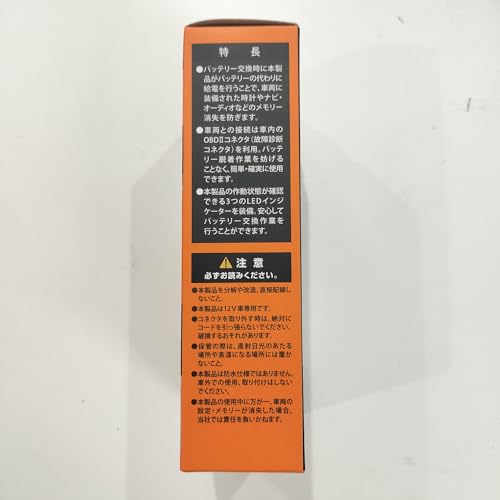 特長
●バッテリー交換時に本製
品がバッテリーの代わりに
給電を行うことで、車両に
装備された時計やナビ・
オーディオなどのメモリー
消失を防ぎます。
●車両との接続は車内の
OBDⅡコネクタ(故障診断
コネクタ)を利用。バッテ
リー脱着作業を妨げる
ことなく、簡単・確実に使用
できます。
●本製品の作動状態が確認
できる3つのLEDインジ
ケーターを装備。安心して
バッテリー交換作業を
行うことができます。
⚠注意
必ずお読みください。
●本製品を分解や改造、直接配線し
ないこと。
●本製品は12V車専用です。
●コネクタを取り外す時は、絶対に
コードを引っ張らないでください。
破損するおそれがあります。
●保管の際は、直射日光のあたる
場所や高温になる場所には置か
ないこと。
●本製品は防水仕様ではありません。
車外での使用、取り付けはしない
でください。
●本製品の使用中に万が一、車両の
設定・メモリーが消失した場合、
当社では責任を負いかねます。